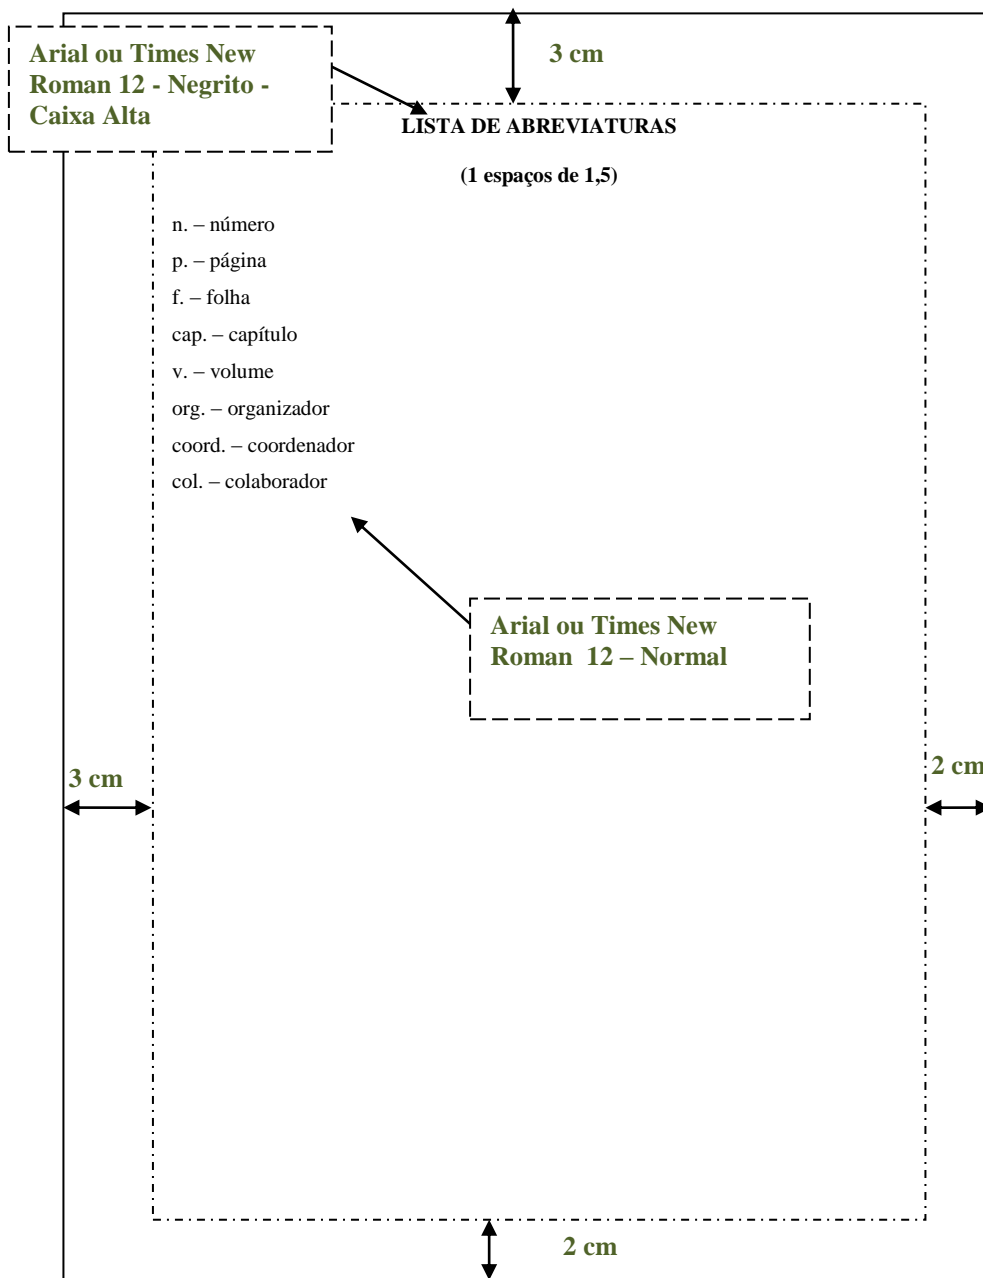 Arial ou Times New
Roman 12 - Negrito -
Caixa Alta
3 cm
LISTA DE ABREVIATURAS
(1 espaços de 1,5)
n. – número
p. – página
f. – folha
cap. – capítulo
v. – volume
org. – organizador
coord. – coordenador
col. – colaborador
Arial ou Times New
Roman  12 – Normal
3 cm
2 cm
2 cm